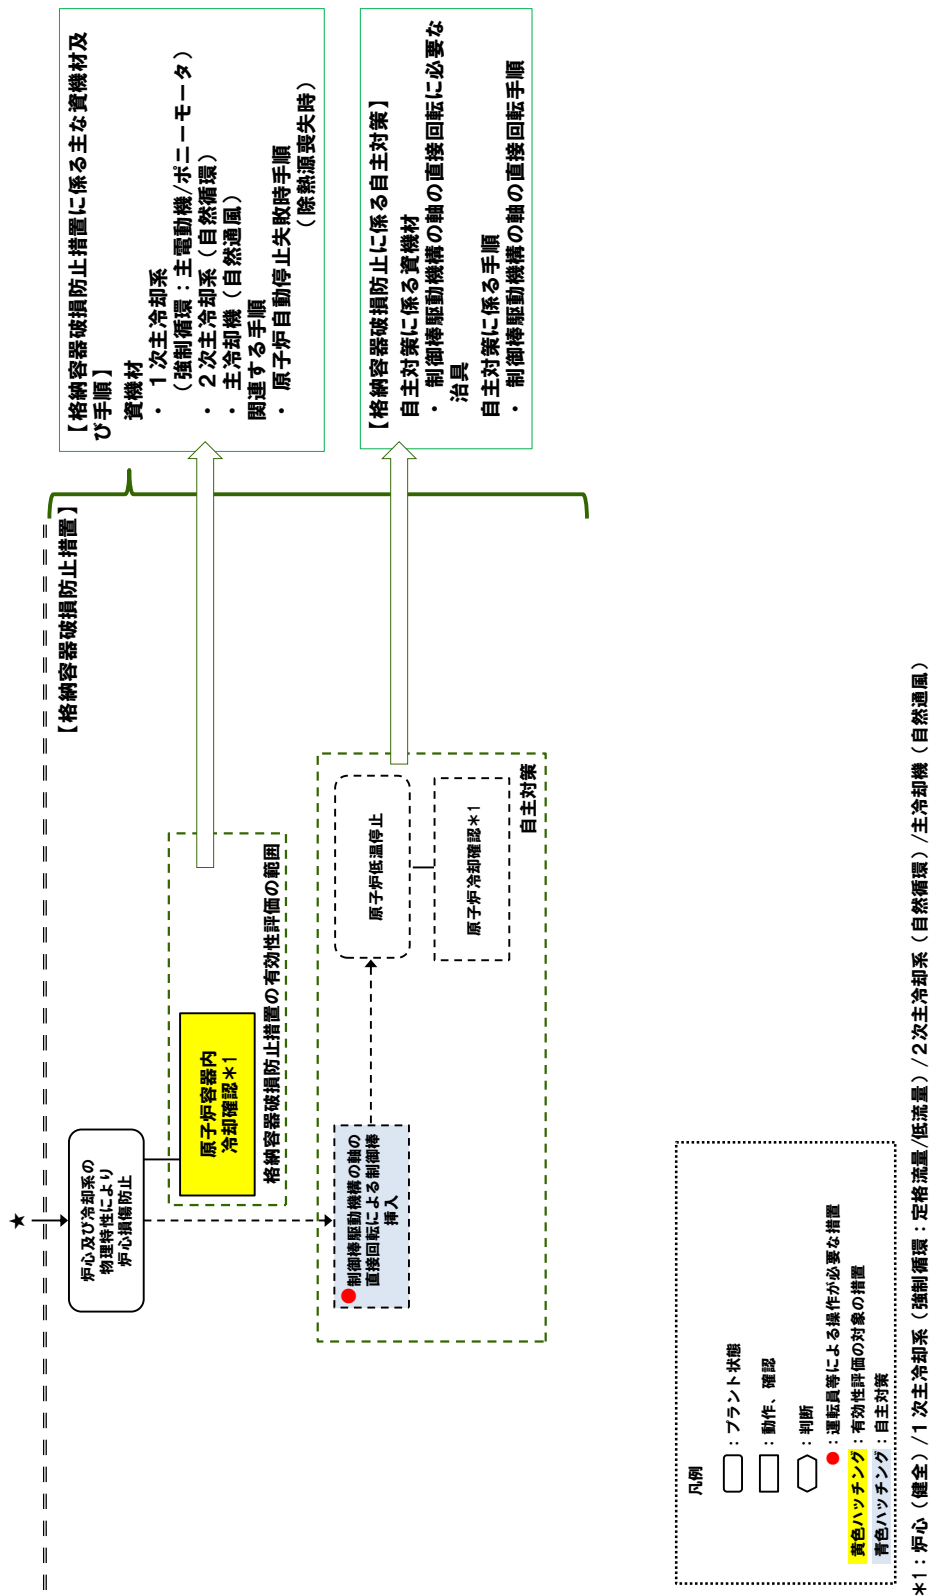 ★
【格納容器破損防止措置】
炉心及び冷却系の
物理特性により
炉心損傷防止
原子炉容器内
冷却確認＊1
格納容器破損防止措置の有効性評価の範囲
●制御棒駆動機構の軸の
直接回転による制御棒
挿入
原子炉低温停止
原子炉冷却確認＊1
自主対策
【格納容器破損防止措置に係る主な資機材及
び手順】
資機材
・ １次主冷却系
（強制循環：主電動機/ポニーモータ）
・ ２次主冷却系（自然循環）
・ 主冷却機（自然通風）
関連する手順
・ 原子炉自動停止失敗時手順
（除熱源喪失時）
【格納容器破損防止に係る自主対策】
自主対策に係る資機材
・ 制御棒駆動機構の軸の直接回転に必要な
治具
自主対策に係る手順
・ 制御棒駆動機構の軸の直接回転手順
凡例
：プラント状態
：動作、確認
：判断
●：運転員等による操作が必要な措置
黄色ハッチング：有効性評価の対象の措置
青色ハッチング：自主対策
＊1：炉心（健全）/１次主冷却系（強制循環：定格流量/低流量）/２次主冷却系（自然循環）/主冷却機（自然通風）